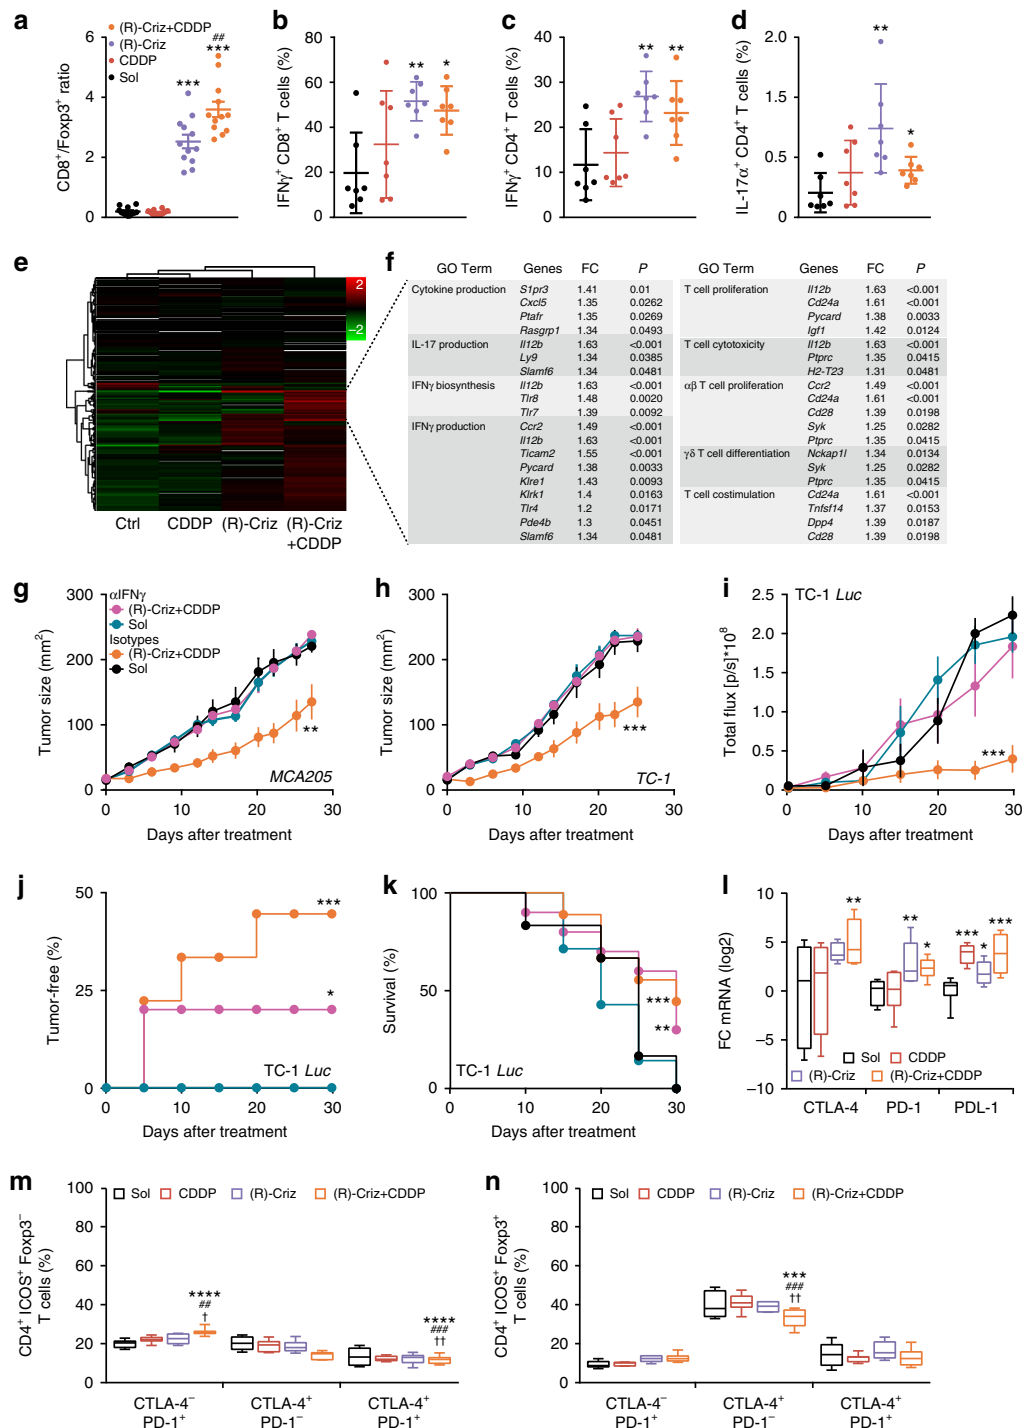 a
(R)-Criz+CDDP
(R)-Criz
CDDP
Sol
CD8+/Foxp3+ ratio
6
4
2
0
***
##
***
b
IFNγ+ CD8+ T cells (%)
80
60
40
20
0
**
*
c
IFNγ+ CD4+ T cells (%)
40
30
20
10
0
**
**
d
IL-17α+ CD4+ T cells (%)
2.0
1.5
0.5
0
**
*
e
2
−2
Ctrl
CDDP
(R)-Criz
(R)-Criz
+CDDP
f
GO Term Genes FC P
Cytokine production S1pr3 1.41 0.01
Cxcl5 1.35 0.0262
Ptafr 1.35 0.0269
Rasgrp1 1.34 0.0493
IL-17 production Il12b 1.63 <0.001
Ly9 1.34 0.0385
Slamf6 1.34 0.0481
IFNγ biosynthesis Il12b 1.63 <0.001
Tlr8 1.48 0.0020
Tlr7 1.39 0.0092
IFNγ production Ccr2 1.49 <0.001
Il12b 1.63 <0.001
Ticam2 1.55 <0.001
Pycard 1.38 0.0033
Klre1 1.43 0.0093
Klrk1 1.4 0.0163
Tlr4 1.2 0.0171
Pde4b 1.3 0.0451
Slamf6 1.34 0.0481
GO Term Genes FC P
T cell proliferation Il12b 1.63 <0.001
Cd24a 1.61 <0.001
Pycard 1.38 0.0033
Igf1 1.42 0.0124
T cell cytotoxicity Il12b 1.63 <0.001
Ptprc 1.35 0.0415
H2-T23 1.31 0.0481
αβ T cell proliferation Ccr2 1.49 <0.001
Cd24a 1.61 <0.001
Cd28 1.39 0.0198
Syk 1.25 0.0282
Ptprc 1.35 0.0415
γδ T cell differentiation Nckap1l 1.34 0.0134
Syk 1.25 0.0282
Ptprc 1.35 0.0415
T cell costimulation Cd24a 1.61 <0.001
Tnfsf14 1.37 0.0153
Dpp4 1.39 0.0187
Cd28 1.39 0.0198
g
αIFNγ
(R)-Criz+CDDP
Sol
Isotypes
(R)-Criz+CDDP
Sol
Tumor size (mm2)
300
200
100
0
**
MCA205
0 10 20 30
Days after treatment
h
Tumor size (mm2)
300
200
100
0
***
TC-1
0 10 20 30
Days after treatment
i
TC-1 Luc
Total flux [p/s]*10^8
2.5
2.0
1.5
1.0
0.5
0
***
0 10 20 30
Days after treatment
j
Tumor-free (%)
50
25
0
***
*
TC-1 Luc
0 10 20 30
Days after treatment
k
Survival (%)
100
50
0
***
**
TC-1 Luc
0 10 20 30
Days after treatment
l
FC mRNA (log2)
10
5
0
−5
−10
**
**
*
***
*
***
Sol CDDP
(R)-Criz (R)-Criz+CDDP
CTLA-4 PD-1 PDL-1
m
Sol CDDP (R)-Criz (R)-Criz+CDDP
CD4+ ICOS+ Foxp3−
T cells (%)
100
80
60
40
20
0
****
##
†
****
###
††
CTLA-4−
PD-1+
CTLA-4+
PD-1−
CTLA-4+
PD-1+
n
Sol CDDP (R)-Criz (R)-Criz+CDDP
CD4+ ICOS+ Foxp3+
T cells (%)
100
80
60
40
20
0
***
###
††
CTLA-4−
PD-1+
CTLA-4+
PD-1−
CTLA-4+
PD-1+